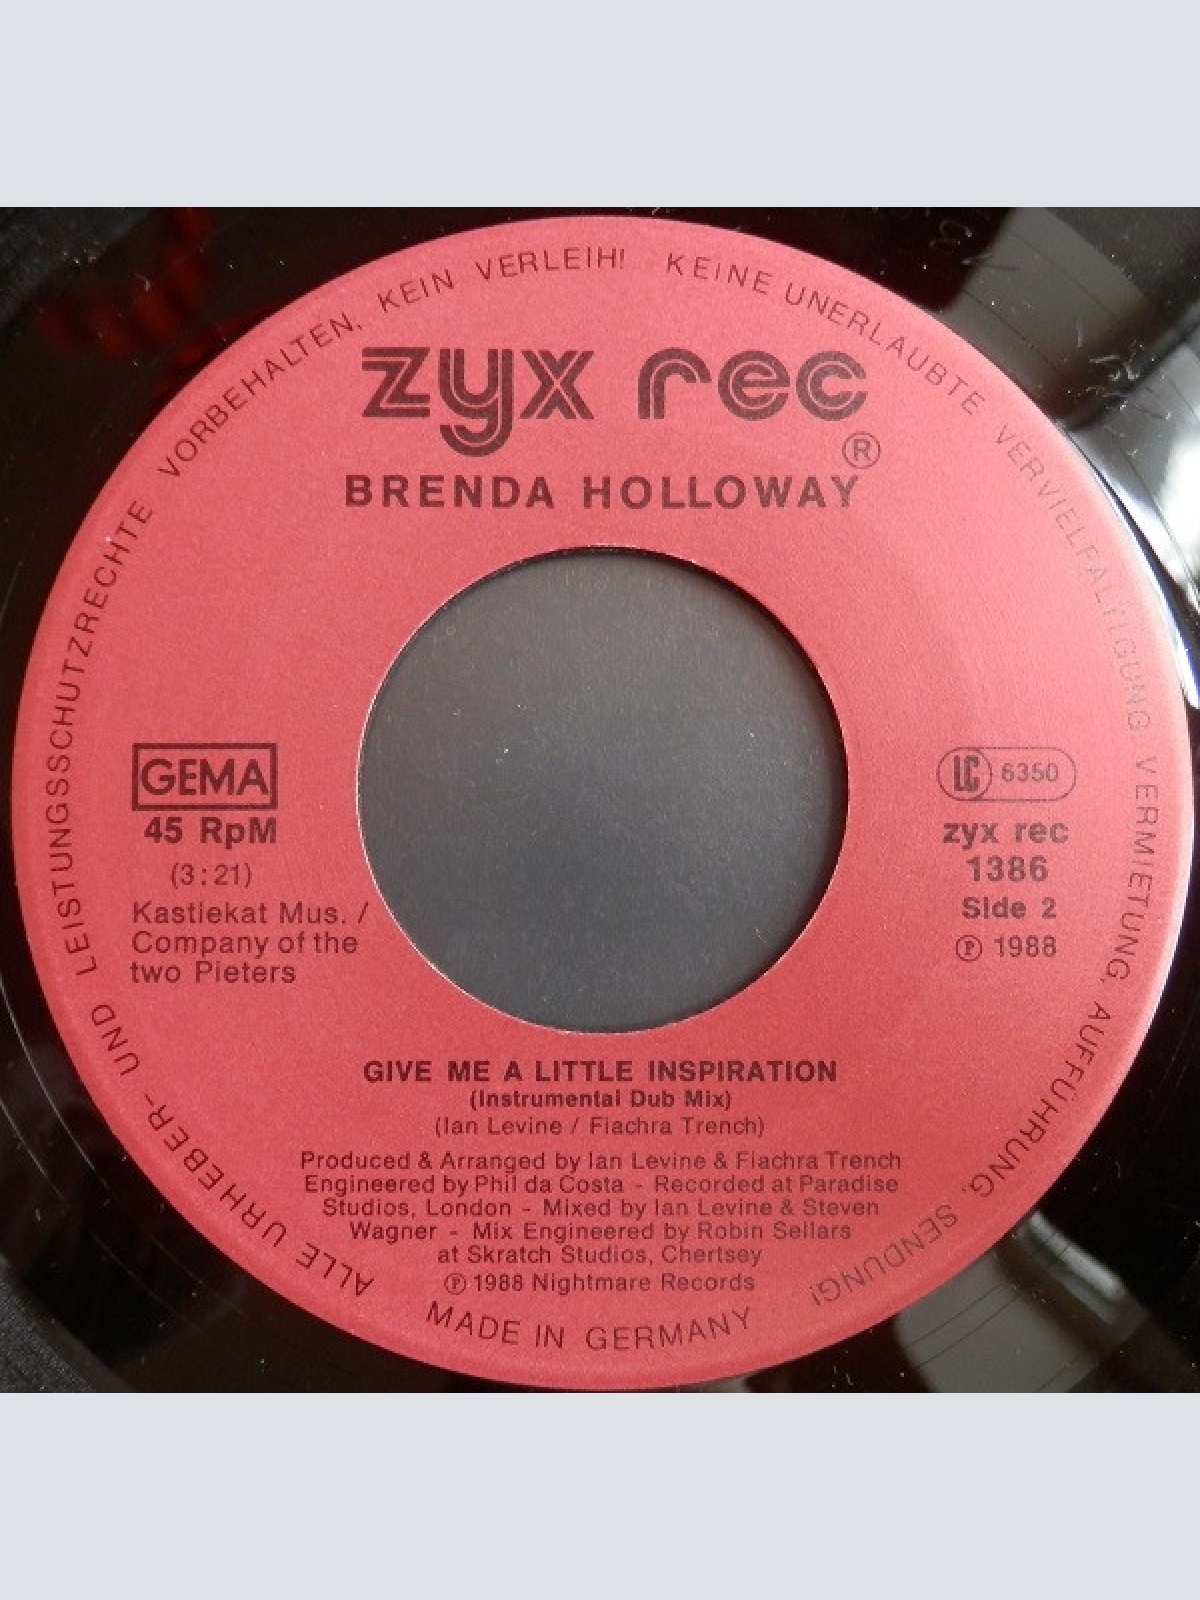 ALLE URHEBER- UND LEISTUNGSSCHUTZRECHTE VORBEHALTEN, KEIN VERLEIH! KEINE UNERLAUBTE VERVIELFÄLTIGUNG VERMIETUNG, AUFFÜHRUNG, SENDUNG!
zyx rec ®
BRENDA HOLLOWAY
GEMA
45 RpM
(3:21)
Kastiekat Mus. /
Company of the
two Pieters
LC 6350
zyx rec
1386
Side 2
℗ 1988
GIVE ME A LITTLE INSPIRATION
(Instrumental Dub Mix)
(Ian Levine / Fiachra Trench)
Produced & Arranged by Ian Levine & Fiachra Trench
Engineered by Phil da Costa - Recorded at Paradise
Studios, London - Mixed by Ian Levine & Steven
Wagner - Mix Engineered by Robin Sellars
at Skratch Studios, Chertsey
℗ 1988 Nightmare Records
MADE IN GERMANY